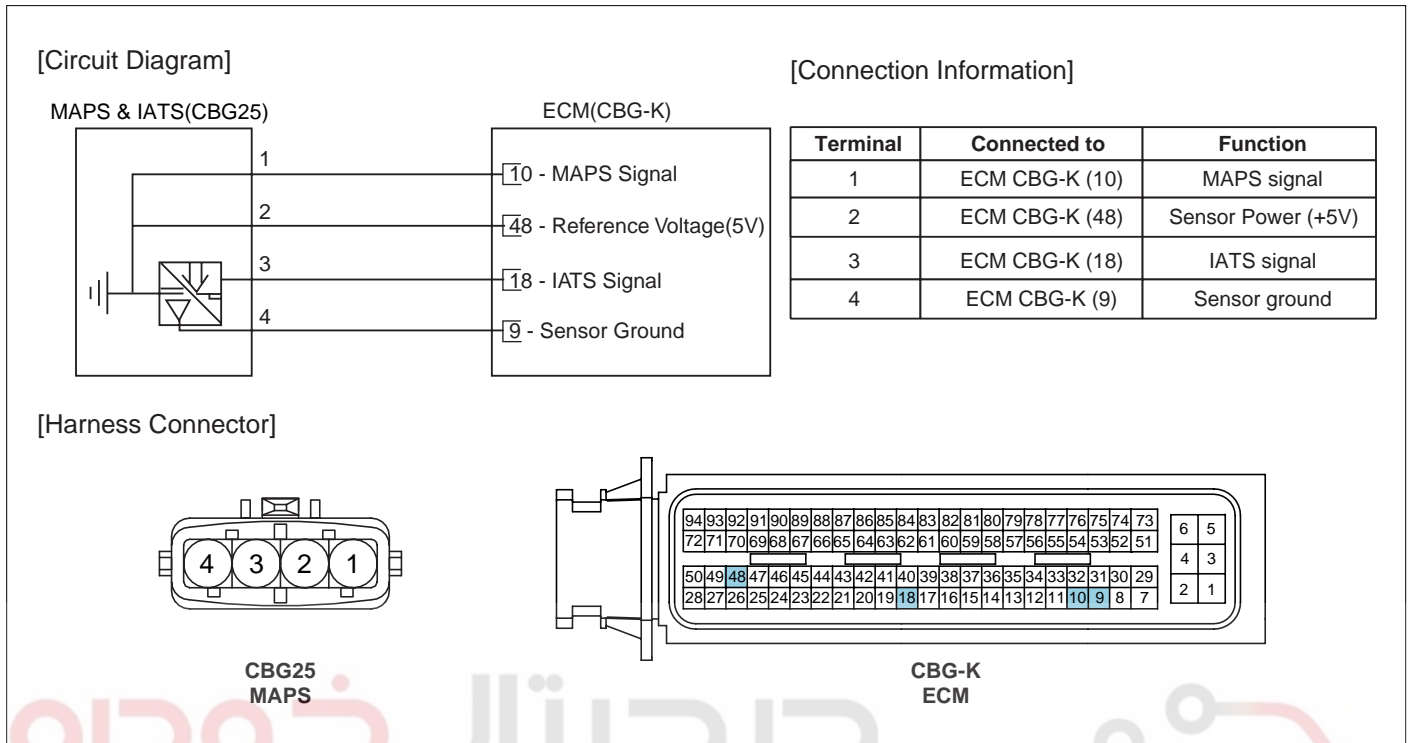 [Circuit Diagram]
MAPS & IATS(CBG25)
ECM(CBG-K)
1
10 - MAPS Signal
2
48 - Reference Voltage(5V)
3
18 - IATS Signal
4
9 - Sensor Ground
[Connection Information]
Terminal Connected to Function
1 ECM CBG-K (10) MAPS signal
2 ECM CBG-K (48) Sensor Power (+5V)
3 ECM CBG-K (18) IATS signal
4 ECM CBG-K (9) Sensor ground
[Harness Connector]
4 3 2 1
CBG25
MAPS
94 93 92 91 90 89 88 87 86 85 84 83 82 81 80 79 78 77 76 75 74 73
72 71 70 69 68 67 66 65 64 63 62 61 60 59 58 57 56 55 54 53 52 51
50 49 48 47 46 45 44 43 42 41 40 39 38 37 36 35 34 33 32 31 30 29
28 27 26 25 24 23 22 21 20 19 18 17 16 15 14 13 12 11 10 9 8 7
6 5
4 3
2 1
CBG-K
ECM